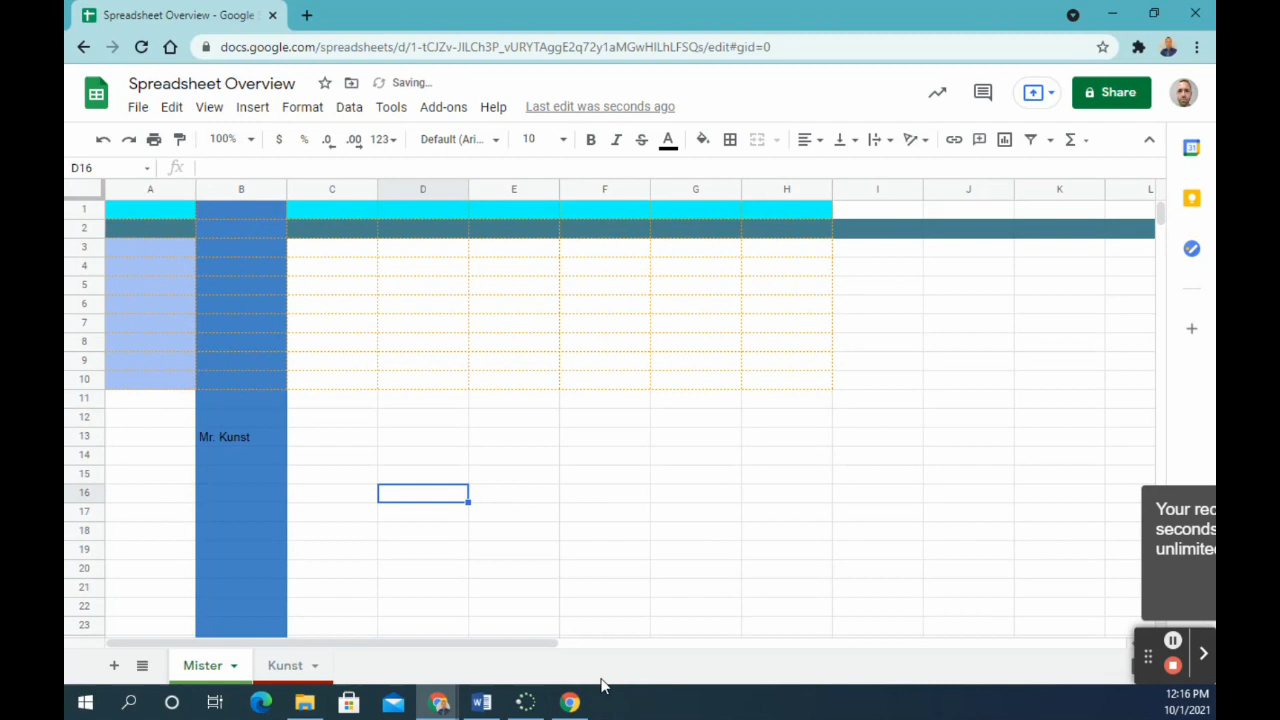 Spreadsheet Overview - Google
docs.google.com/spreadsheets/d/1-tCJZv-JILCh3P_vURYTAggE2q72y1aMGwHILhLFSQs/edit#gid=0
Spreadsheet Overview
Saving...
File Edit View Insert Format Data Tools Add-ons Help Last edit was seconds ago
Share
100% $ % .0 .00 123 Default (Ari... 10 B I S A
D16 fx
A B C D E F G H I J K L
1
2
3
4
5
6
7
8
9
10
11
12
13 Mr. Kunst
14
15
16
17
18
19
20
21
22
23
Your rec
seconds
unlimite
Mister Kunst
12:16 PM
10/1/2021